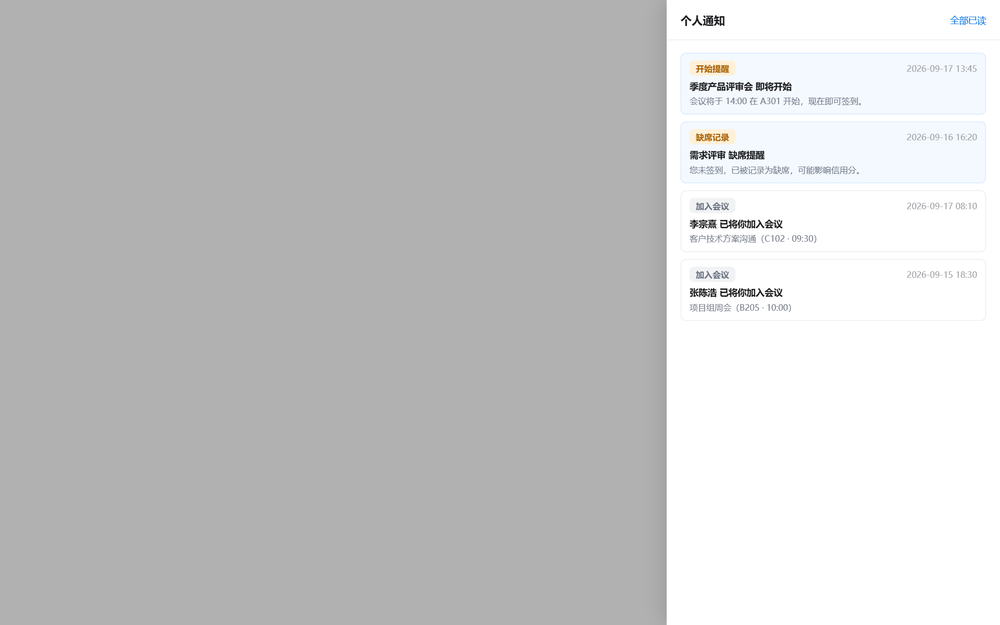 个人通知
全部已读
开始提醒
2026-09-17 13:45
季度产品评审会 即将开始
会议将于 14:00 在 A301 开始，现在即可签到。
缺席记录
2026-09-16 16:20
需求评审 缺席提醒
您未签到，已被记录为缺席，可能影响信用分。
加入会议
2026-09-17 08:10
李宗熹 已将你加入会议
客户技术方案沟通（C102 · 09:30）
加入会议
2026-09-15 18:30
张陈浩 已将你加入会议
项目组周会（B205 · 10:00）